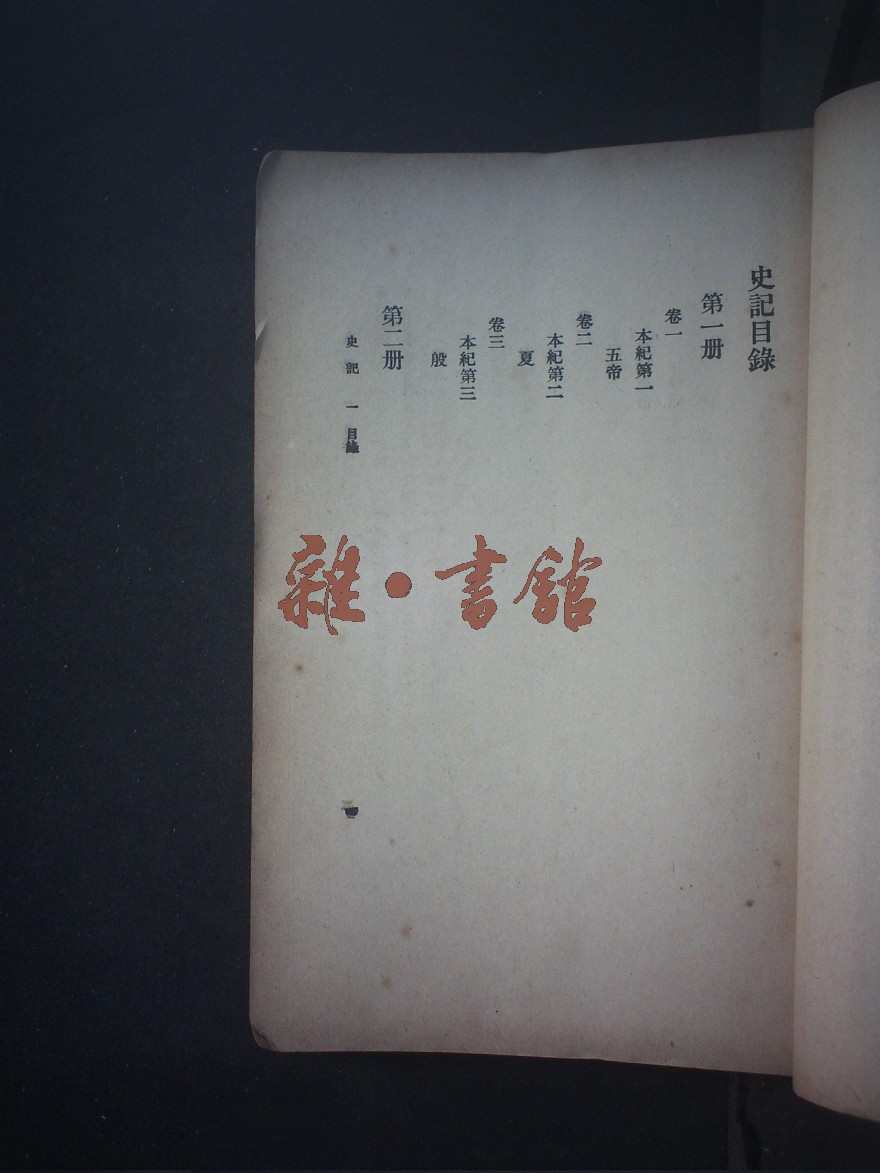 史記目錄
第一册
卷一
本紀第一
五帝
卷二
本紀第二
夏
卷三
本紀第三
殷
第二册
史記 一 目錄
雜·書館